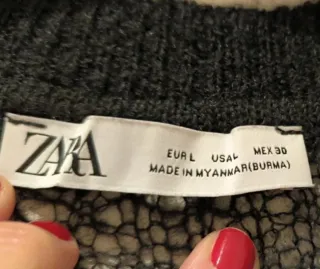 ZARA
EUR L USA L MEX 30
MADE IN MYANMAR(BURMA)